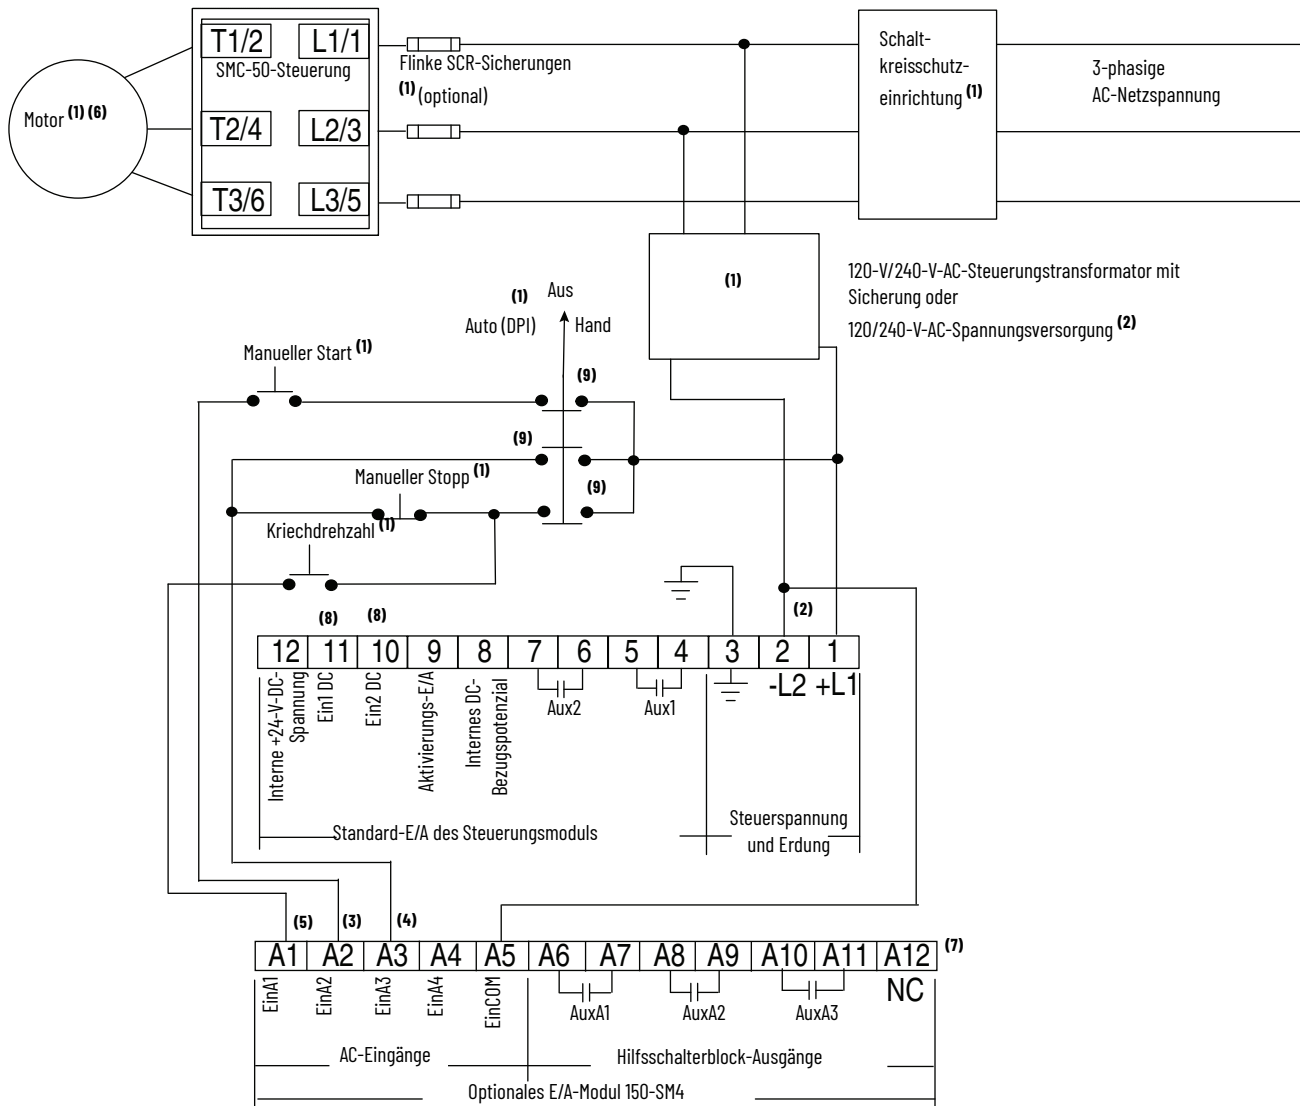 T1/2 L1/1
SMC-50-Steuerung
Flinke SCR-Sicherungen
(1) (optional)
Schalt-
kreisschutz-
einrichtung (1)
3-phasige
AC-Netzspannung
Motor (1) (6)
T2/4 L2/3
T3/6 L3/5
(1)
120-V/240-V-AC-Steuerungstransformator mit
Sicherung oder
120/240-V-AC-Spannungsversorgung (2)
(1) Aus
Auto (DPI) Hand
Manueller Start (1)
(9)
(9)
Manueller Stopp (1)
(9)
Kriechdrehzahl (1)
(8) (8) (2)
12 11 10 9 8 7 6 5 4 3 2 1
-L2 +L1
Interne +24-V-DC-
Spannung
Ein1 DC
Ein2 DC
Aktivierungs-E/A
Internes DC-
Bezugspotenzial
Aux2
Aux1
Standard-E/A des Steuerungsmoduls
Steuerspannung
und Erdung
(5) (3) (4)
A1 A2 A3 A4 A5 A6 A7 A8 A9 A10 A11 A12 (7)
EinA1
EinA2
EinA3
EinA4
EinCOM
AuxA1
AuxA2
AuxA3
NC
AC-Eingänge
Hilfsschalterblock-Ausgänge
Optionales E/A-Modul 150-SM4